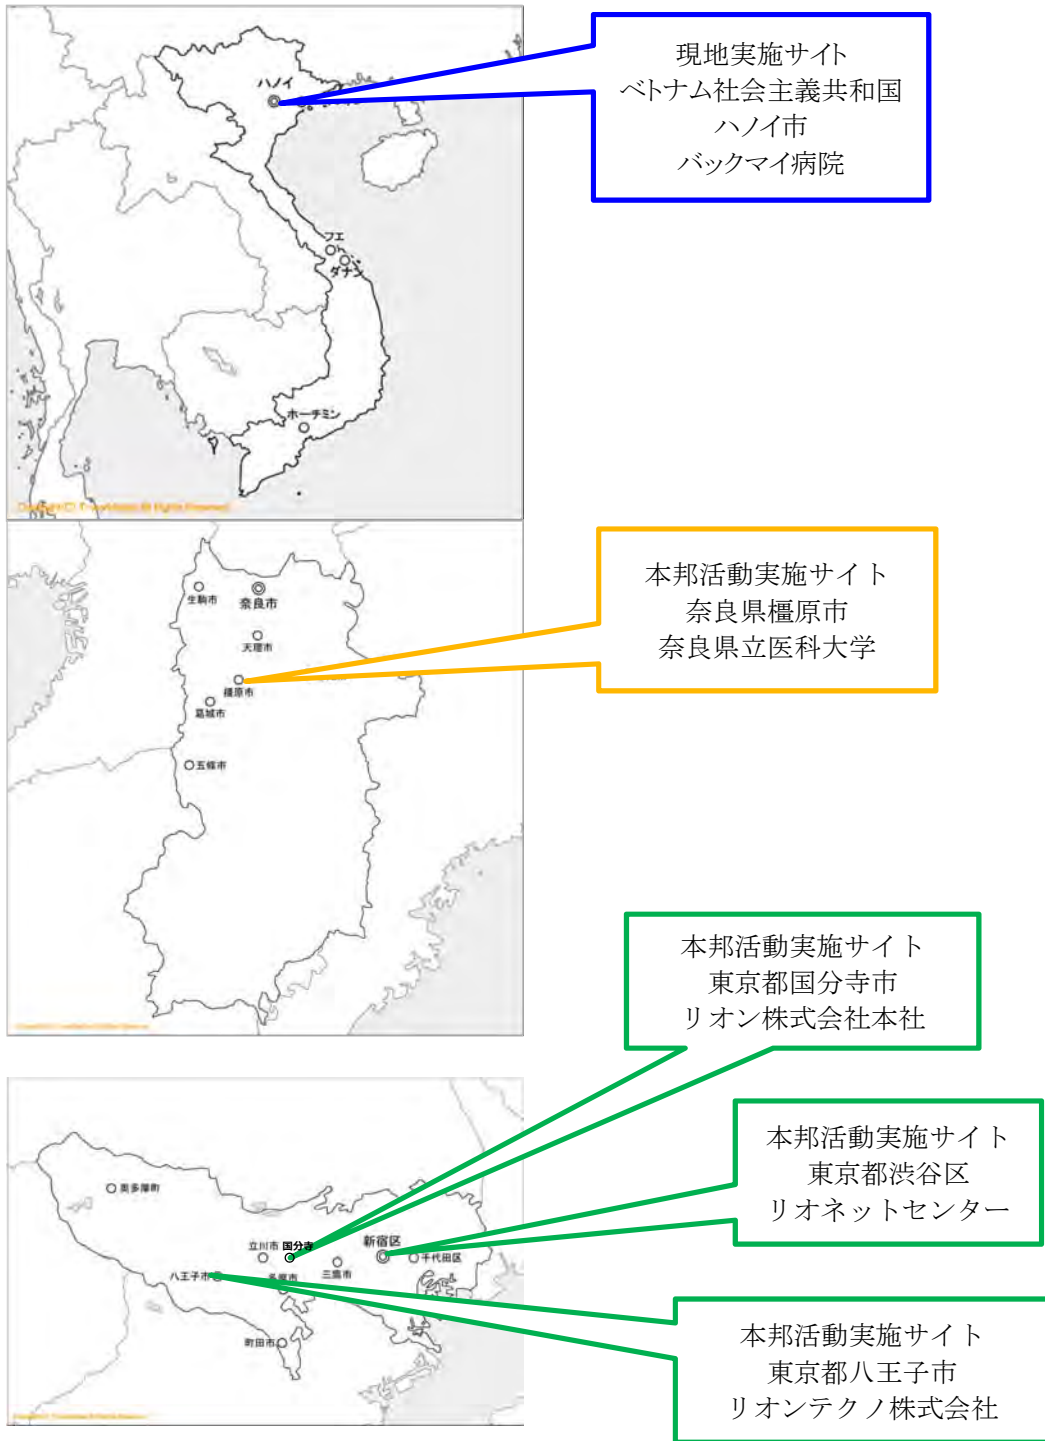 ハノイ
フエ
ダナン
ホーチミン
現地実施サイト
ベトナム社会主義共和国
ハノイ市
バックマイ病院
生駒市
奈良市
天理市
橿原市
葛城市
五條市
本邦活動実施サイト
奈良県橿原市
奈良県立医科大学
本邦活動実施サイト
東京都国分寺市
リオン株式会社本社
奥多摩町
立川市
国分寺
新宿区
千代田区
三鷹市
八王子市
多摩市
町田市
本邦活動実施サイト
東京都渋谷区
リオネットセンター
本邦活動実施サイト
東京都八王子市
リオンテクノ株式会社